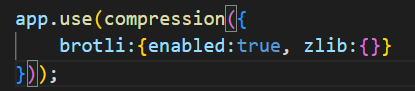 app.use(compression({
    brotli:{enabled:true, zlib:{}}
}));